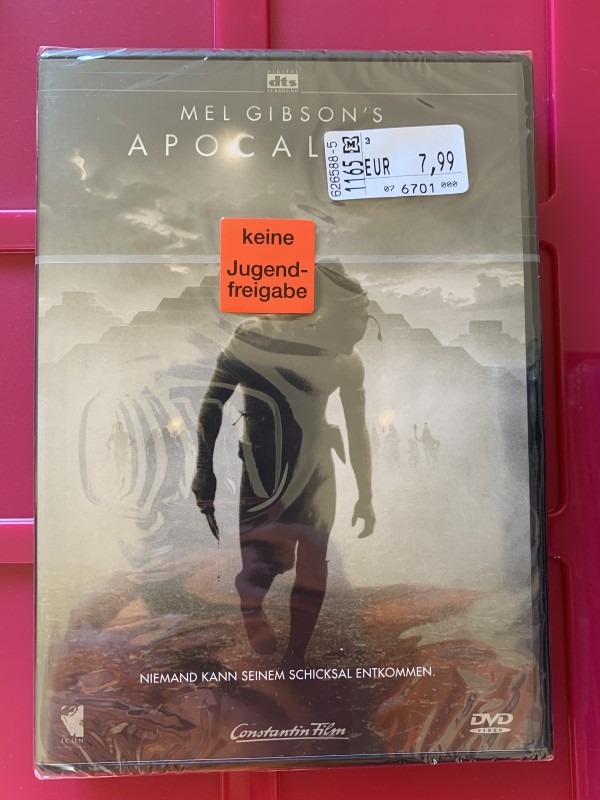 DIGITAL
dts
SURROUND
MEL GIBSON'S
APOCAL
626588-5
1165
M
3
EUR 7,99
07 6701 000
keine
Jugend-
freigabe
NIEMAND KANN SEINEM SCHICKSAL ENTKOMMEN.
ICON
Constantin Film
DVD
VIDEO